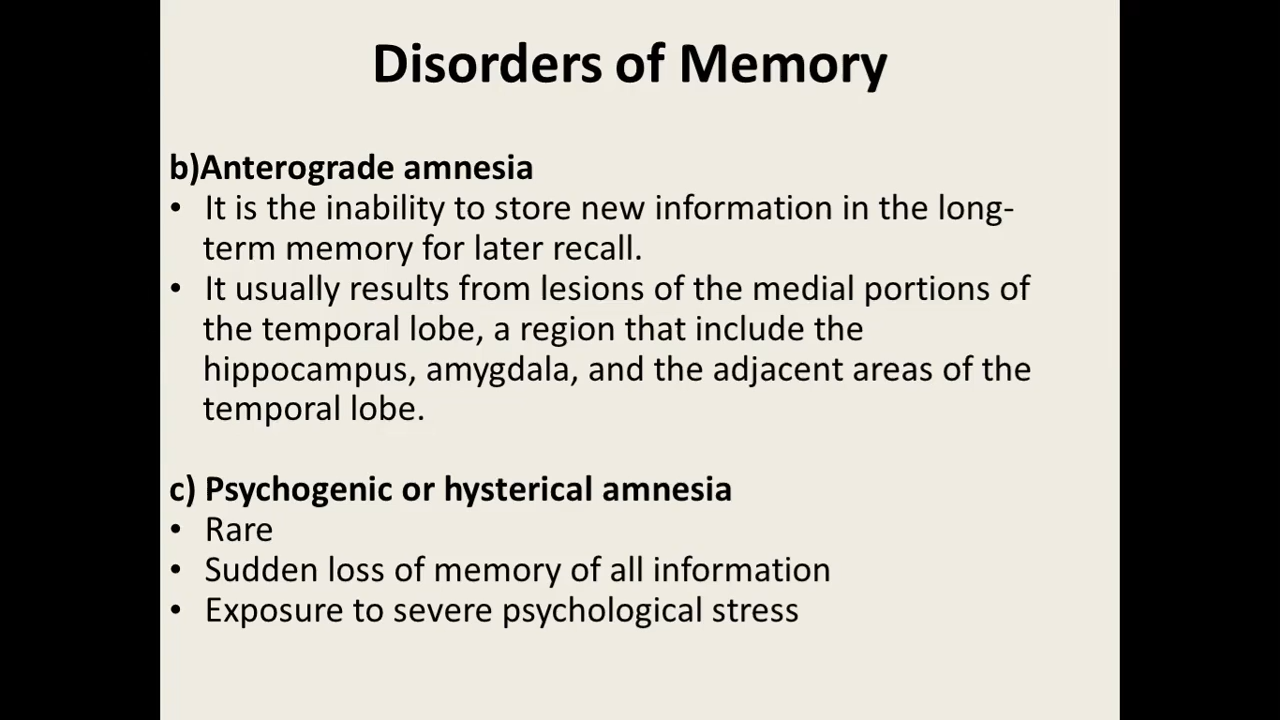 Disorders of Memory
b)Anterograde amnesia
• It is the inability to store new information in the long-
term memory for later recall.
• It usually results from lesions of the medial portions of
the temporal lobe, a region that include the
hippocampus, amygdala, and the adjacent areas of the
temporal lobe.
c) Psychogenic or hysterical amnesia
• Rare
• Sudden loss of memory of all information
• Exposure to severe psychological stress